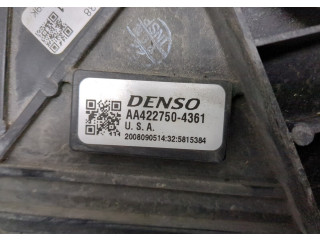 DENSO
AA422750-4361
U. S. A.
2008090514:32:5815384